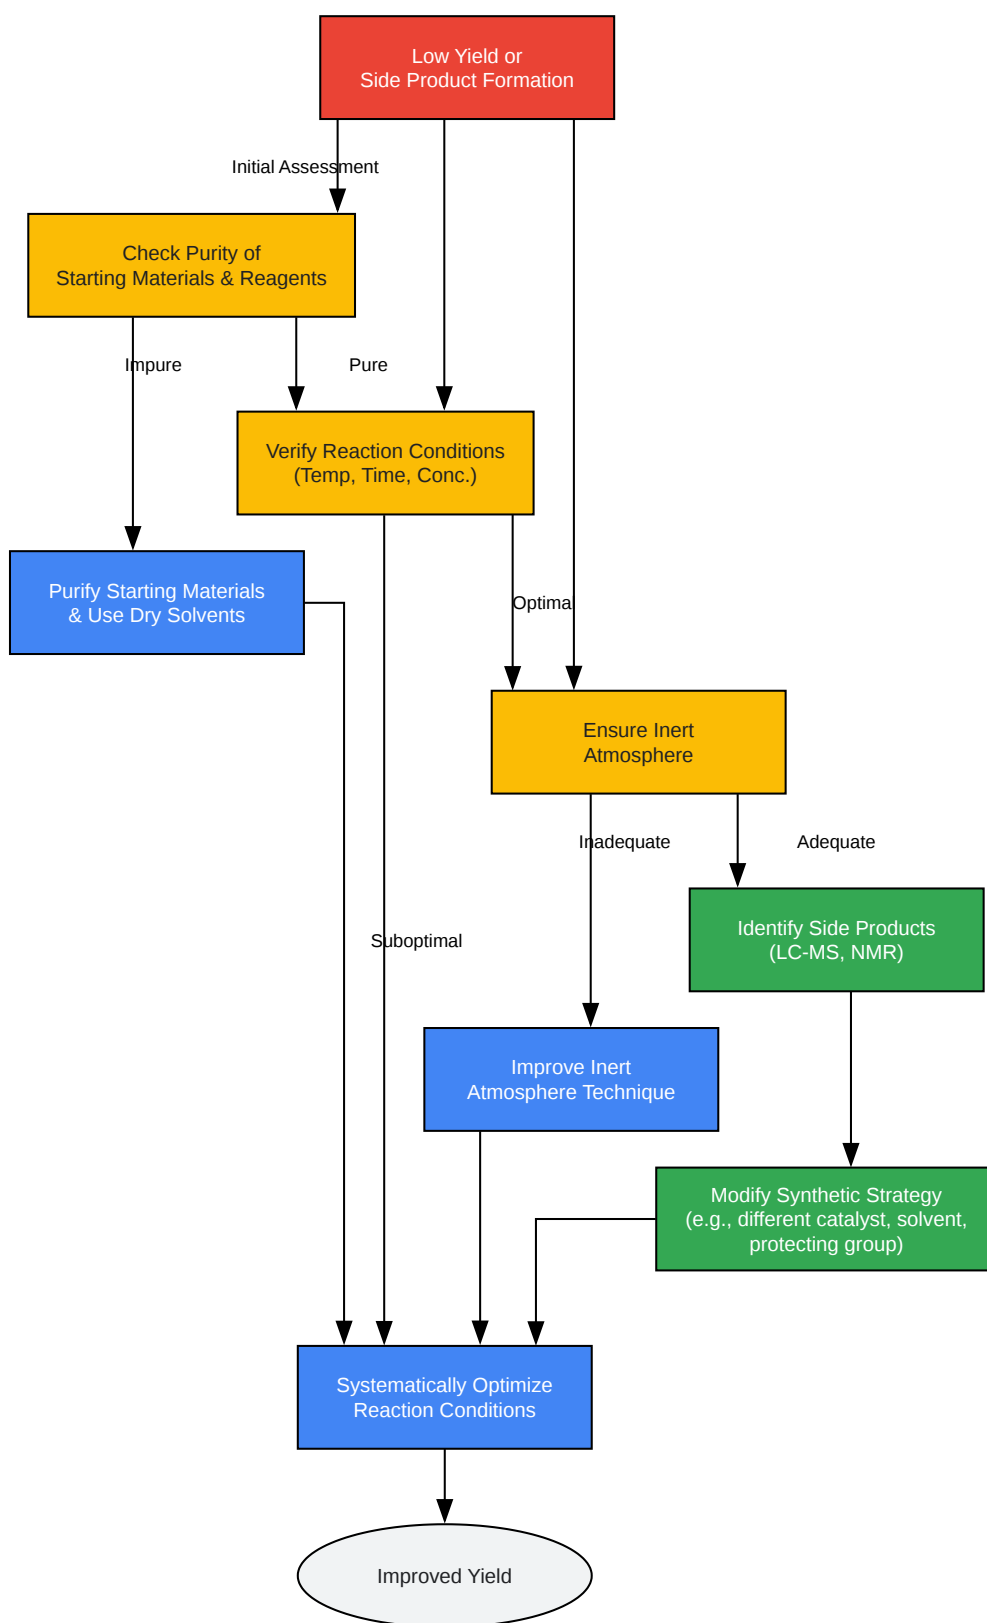 Low Yield or
Side Product Formation
Initial Assessment
Check Purity of
Starting Materials & Reagents
Impure
Pure
Verify Reaction Conditions
(Temp, Time, Conc.)
Purify Starting Materials
& Use Dry Solvents
Optimal
Ensure Inert
Atmosphere
Inadequate
Adequate
Identify Side Products
(LC-MS, NMR)
Suboptimal
Improve Inert
Atmosphere Technique
Modify Synthetic Strategy
(e.g., different catalyst, solvent,
protecting group)
Systematically Optimize
Reaction Conditions
Improved Yield